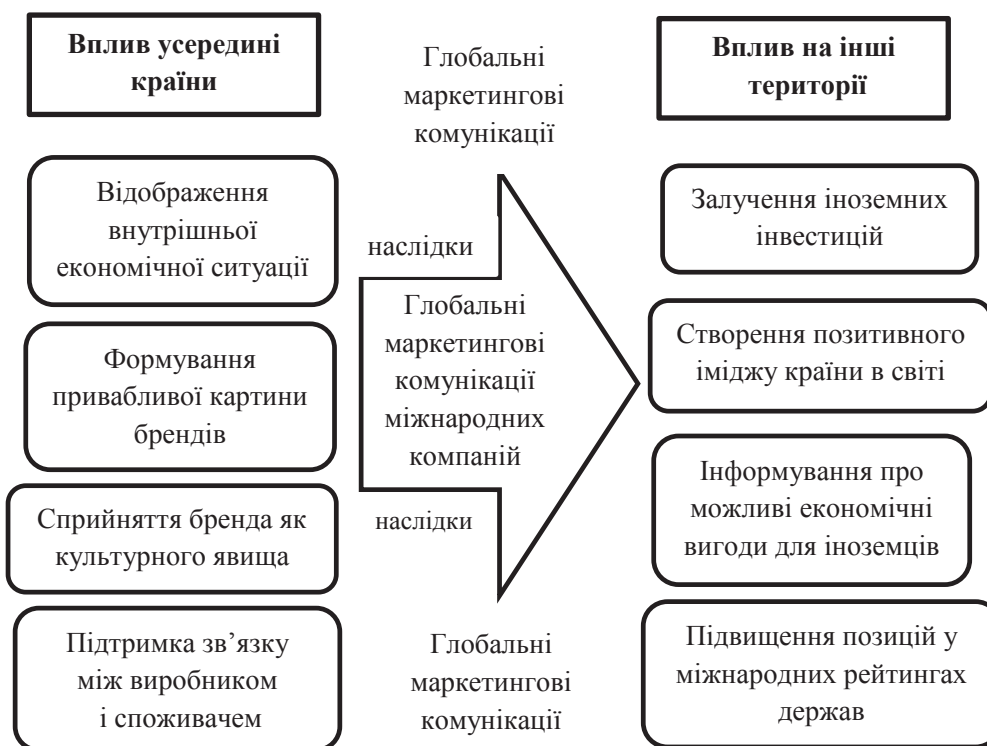 Вплив усередині
країни
Відображення
внутрішньої
економічної ситуації
Формування
привабливої картини
брендів
Сприйняття бренда як
культурного явища
Підтримка зв’язку
між виробником
і споживачем
Глобальні
маркетингові
комунікації
наслідки
Глобальні
маркетингові
комунікації
міжнародних
компаній
наслідки
Глобальні
маркетингові
комунікації
Вплив на інші
території
Залучення іноземних
інвестицій
Створення позитивного
іміджу країни в світі
Інформування про
можливі економічні
вигоди для іноземців
Підвищення позицій у
міжнародних рейтингах
держав